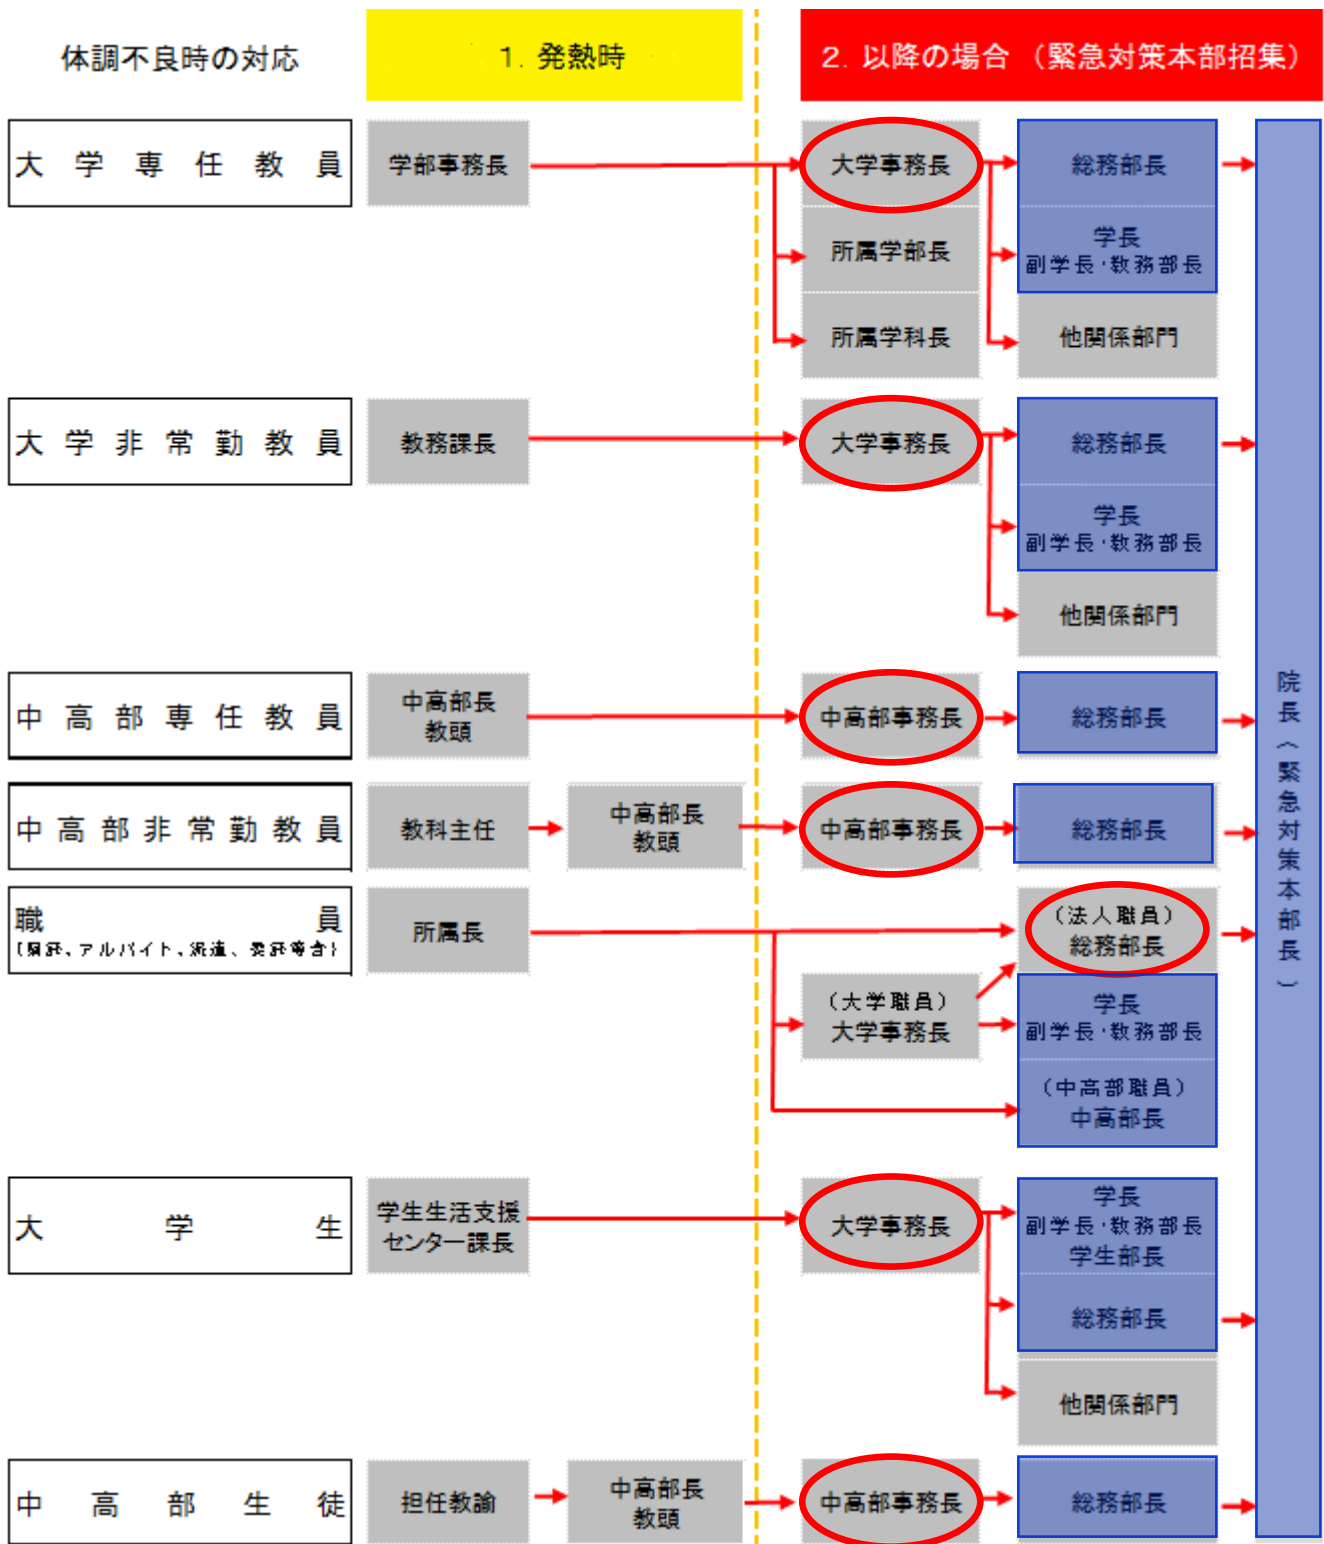 体調不良時の対応
1. 発熱時
2. 以降の場合 (緊急対策本部招集)
大学専任教員
学部事務長
大学事務長
総務部長
所属学部長
学長
副学長・教務部長
所属学科長
他関係部門
大学非常勤教員
教務課長
大学事務長
総務部長
学長
副学長・教務部長
他関係部門
中高部専任教員
中高部長
教頭
中高部事務長
総務部長
中高部非常勤教員
教科主任
中高部長
教頭
中高部事務長
総務部長
職員
(嘱託、アルバイト、派遣、委託等含)
所属長
(法人職員)
総務部長
(大学職員)
大学事務長
学長
副学長・教務部長
(中高部職員)
中高部長
大学生
学生生活支援
センター課長
大学事務長
学長
副学長・教務部長
学生部長
総務部長
他関係部門
中高部生徒
担任教諭
中高部長
教頭
中高部事務長
総務部長
院長(緊急対策本部長)